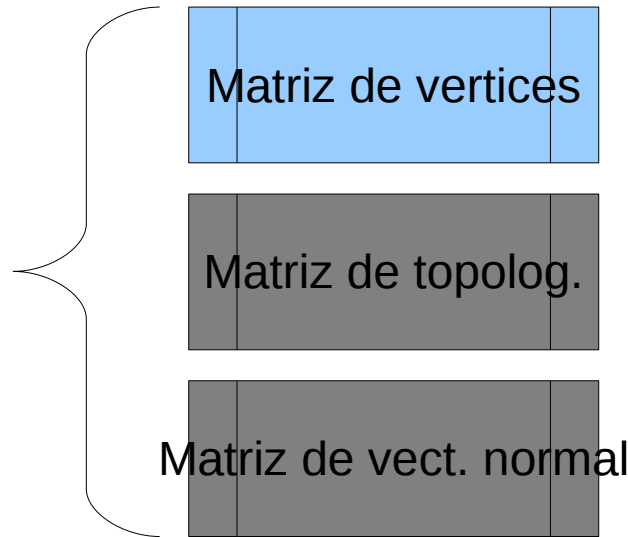 Matriz de vertices
Matriz de topolog.
Matriz de vect. normal